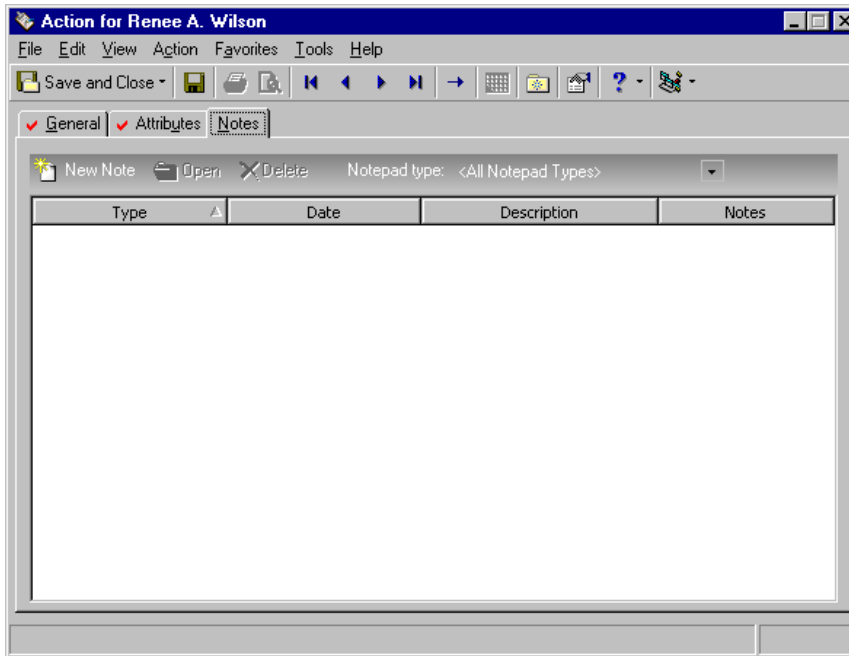 Action for Renee A. Wilson
File Edit View Action Favorites Tools Help
Save and Close ?
General Attributes Notes
New Note Open Delete Notepad type: <All Notepad Types>
Type Date Description Notes